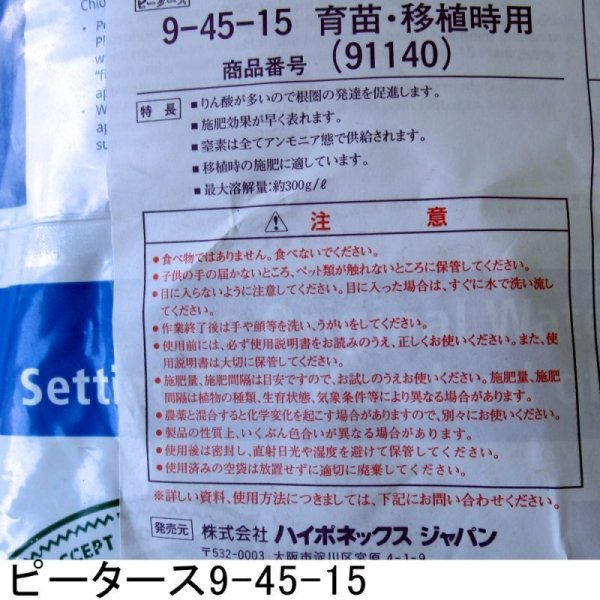 ピータース
9-45-15 育苗・移植時用
商品番号 (91140)
特長
■りん酸が多いので根圏の発達を促進します。
■施肥効果が早く表れます。
■窒素は全てアンモニア態で供給されます。
■移植時の施肥に適しています。
■最大溶解量:約300g/ℓ
⚠ 注意
●食べ物ではありません。食べないでください。
●子供の手の届かないところ、ペット類が触れないところに保管してください。
●目に入らないように注意してください。目に入った場合は、すぐに水で洗い流し
てください。
●作業終了後は手や顔等を洗い、うがいをしてください。
●使用前には、必ず使用説明書をお読みのうえ、正しくお使いください。また、使
用説明書は大切に保管してください。
●施肥量、施肥間隔は目安ですので、お試しのうえお使いください。施肥量、施肥
間隔は植物の種類、生育状態、気象条件等により異なる場合があります。
●農薬と混合すると化学変化を起こす場合がありますので、別々にお使いください。
●製品の性質上、いくぶん色合いが異なる場合があります。
●使用後は密封し、直射日光や湿度を避けて保管してください。
●使用済みの空袋は放置せずに適切に廃棄してください。
※詳しい資料、使用方法につきましては、下記にお問い合わせください。
発売元 株式会社 ハイポネックス ジャパン
〒532-0003 大阪市淀川区宮原 4-1-9
Setti
CCEPT
ピータース9-45-15